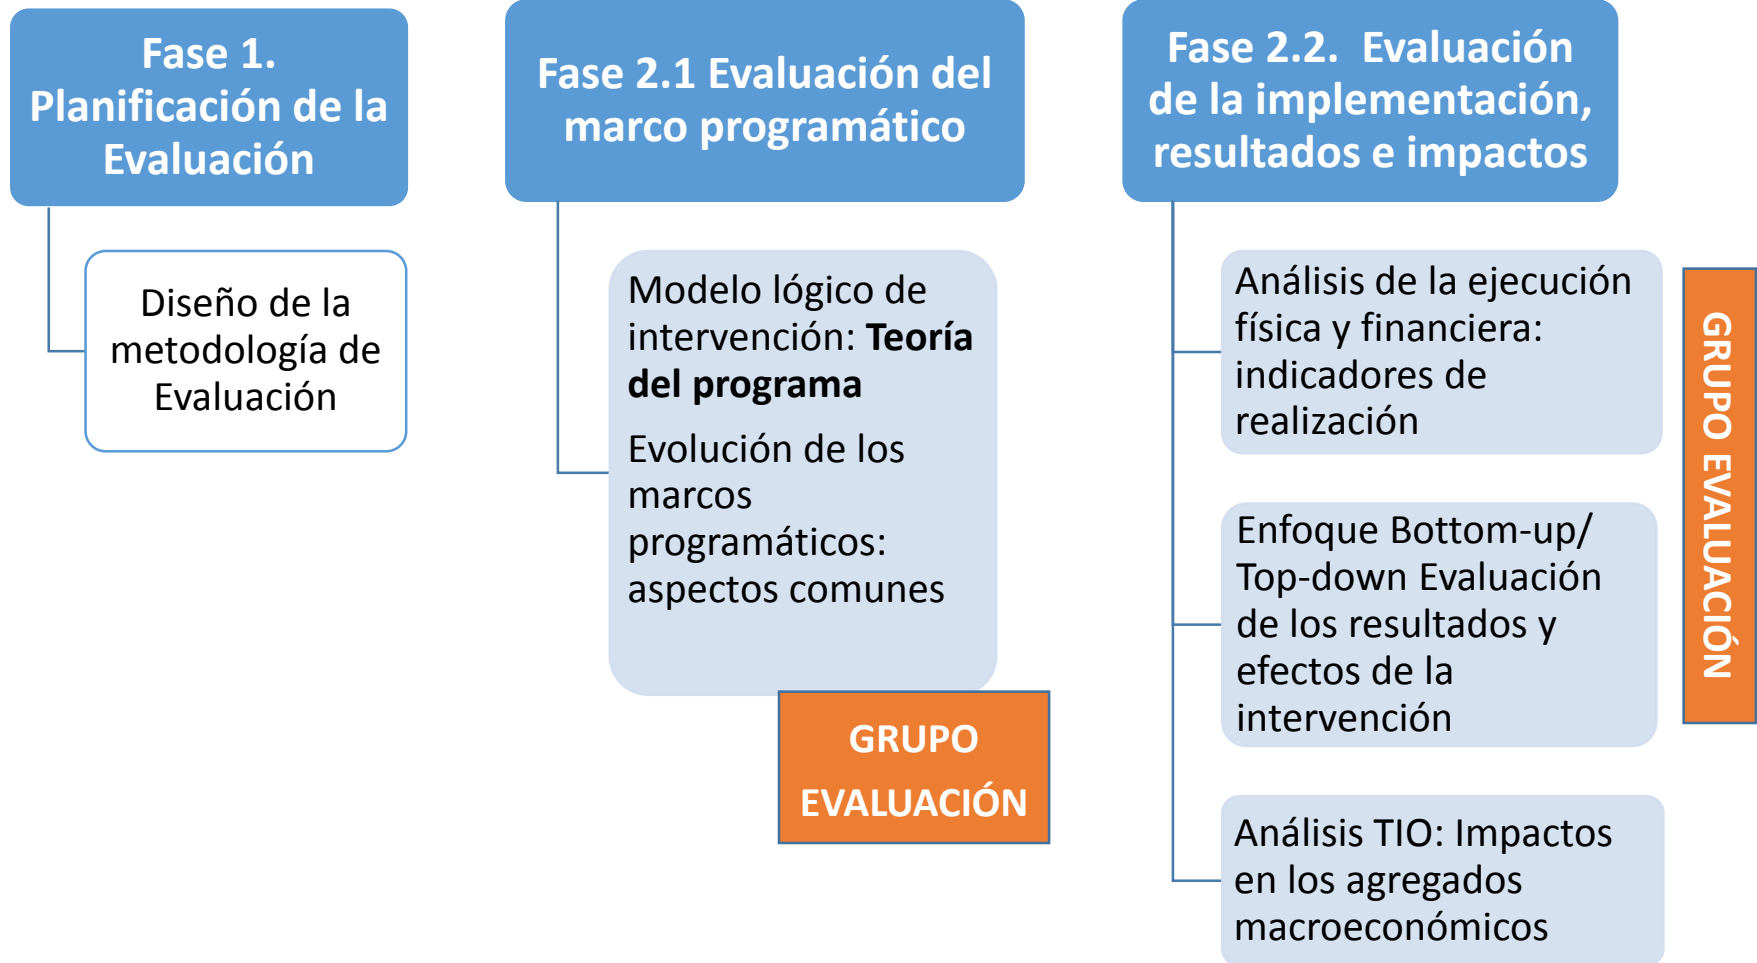 Fase 1.
Planificación de la
Evaluación
Diseño de la
metodología de
Evaluación
Fase 2.1 Evaluación del
marco programático
Modelo lógico de
intervención: Teoría
del programa
Evolución de los
marcos
programáticos:
aspectos comunes
GRUPO
EVALUACIÓN
Fase 2.2. Evaluación
de la implementación,
resultados e impactos
Análisis de la ejecución
física y financiera:
indicadores de
realización
Enfoque Bottom-up/
Top-down Evaluación
de los resultados y
efectos de la
intervención
Análisis TIO: Impactos
en los agregados
macroeconómicos
GRUPO EVALUACIÓN